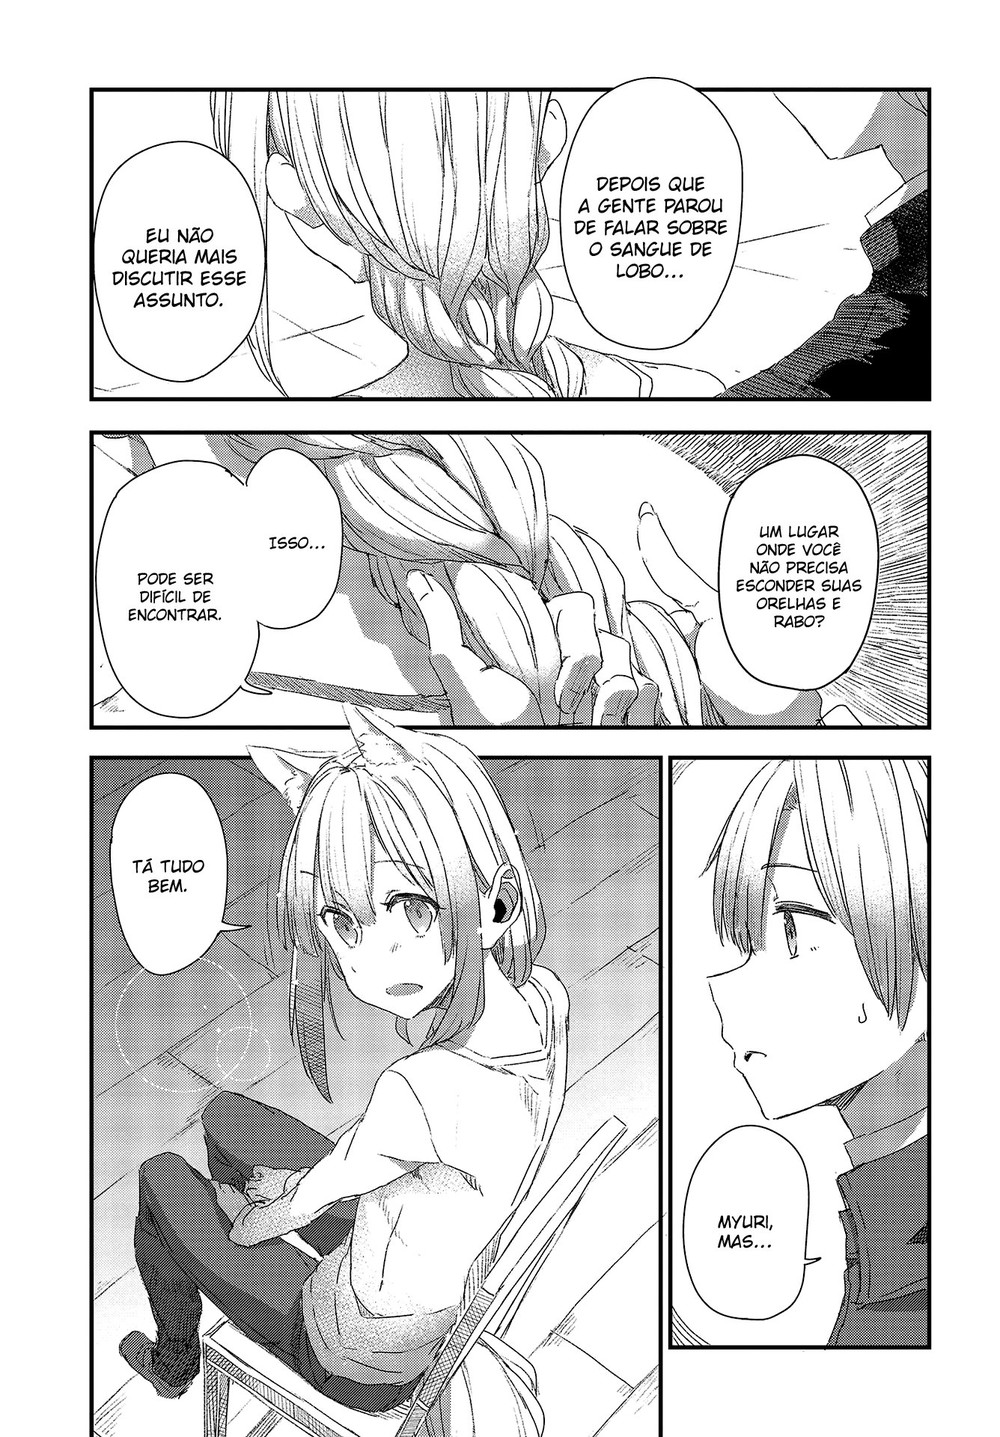 DEPOIS QUE
A GENTE PAROU
DE FALAR SOBRE
O SANGUE DE
LOBO...
EU NÃO
QUERIA MAIS
DISCUTIR ESSE
ASSUNTO.
UM LUGAR
ONDE VOCÊ
NÃO PRECISA
ESCONDER SUAS
ORELHAS E
RABO?
ISSO...
PODE SER
DIFÍCIL DE
ENCONTRAR.
MYURI,
MAS...
TÁ TUDO
BEM.